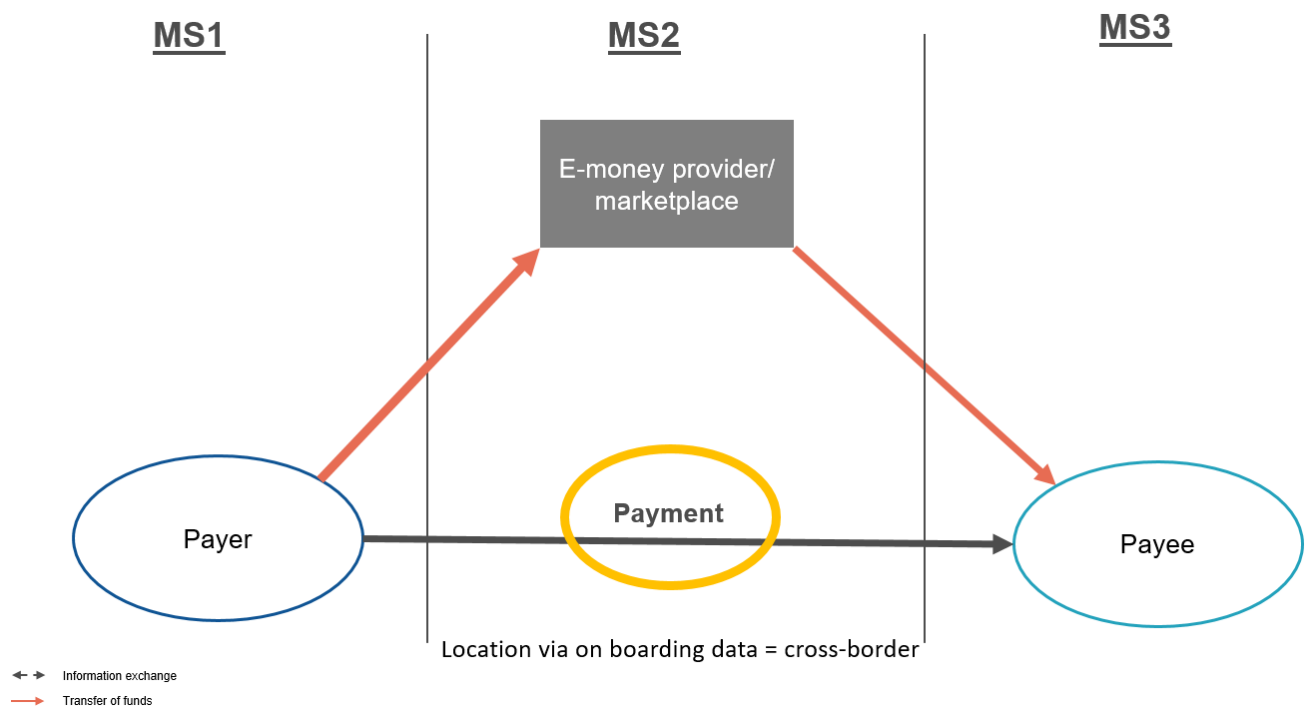 MS1
MS2
MS3
E-money provider/
marketplace
Payment
Payer
Payee
Location via on boarding data = cross-border
Information exchange
Transfer of funds